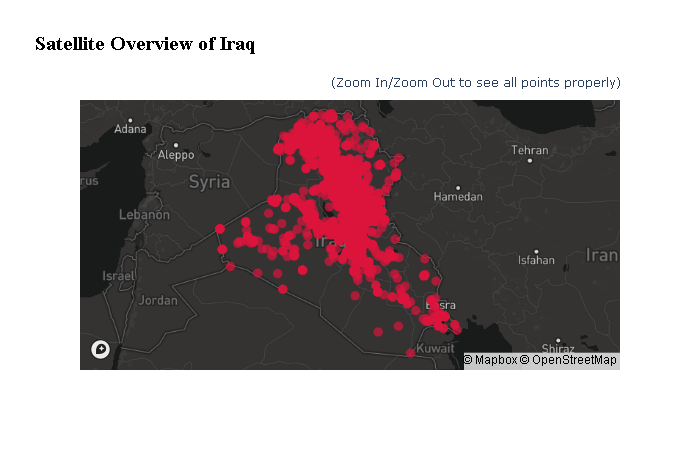 Satellite Overview of Iraq
(Zoom In/Zoom Out to see all points properly)
Adana
Aleppo
Tehran
Syria
Hamedan
Lebanon
Iran
Isfahan
Israel
Jordan
Kuwait
Shiraz
© Mapbox © OpenStreetMap